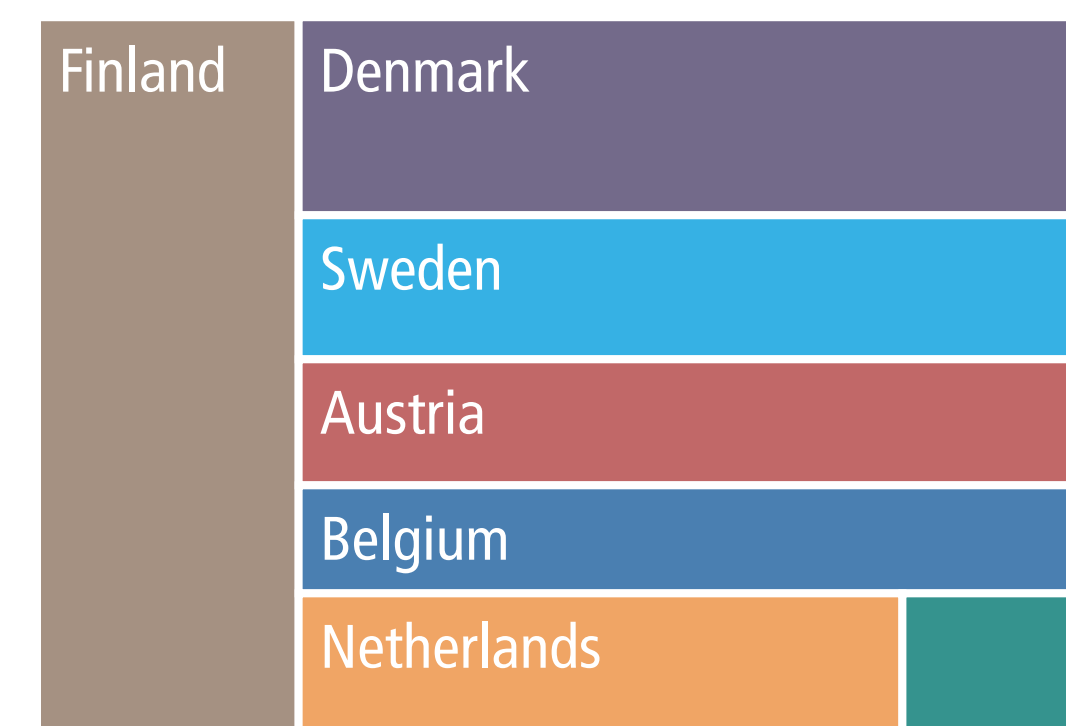 Finland
Denmark
Sweden
Austria
Belgium
Netherlands